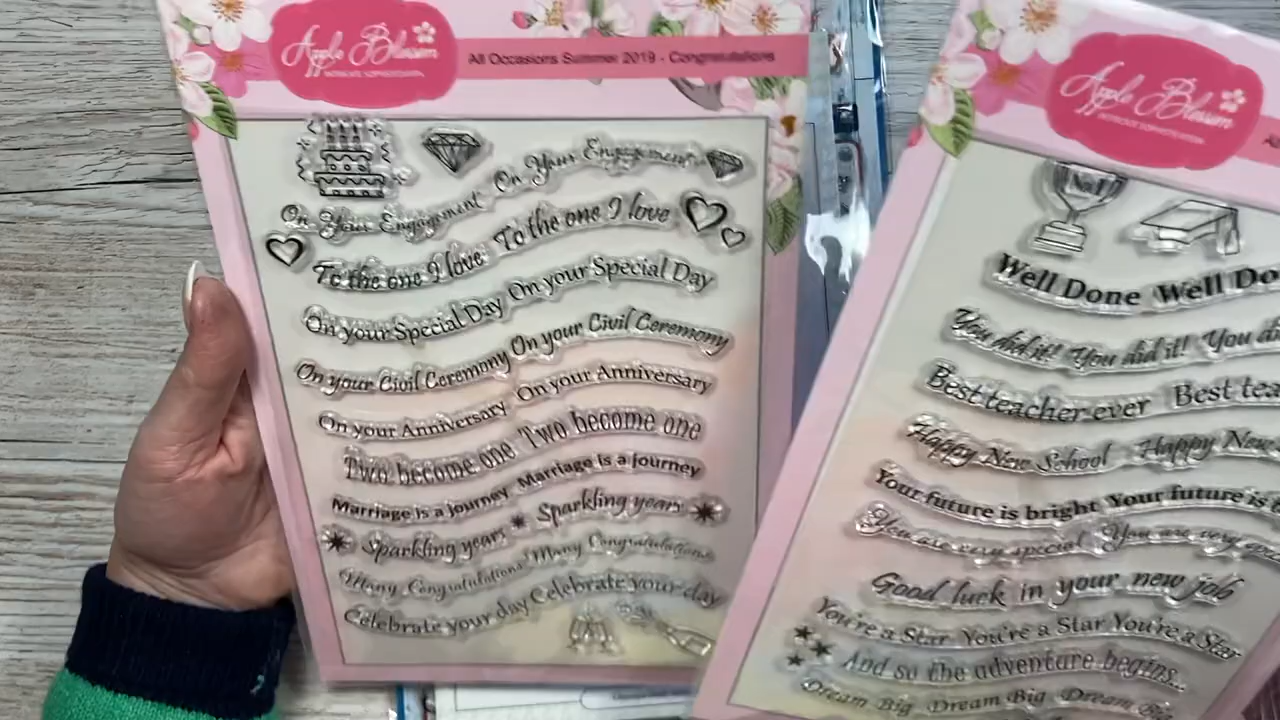 Apple Blossom
INTRICATE SOPHISTICATION
All Occasions Summer 2019 - Congratulations
On Your Engagement On Your Engagement
To the one I love To the one I love
On your Special Day On your Special Day
On your Civil Ceremony On your Civil Ceremony
On your Anniversary On your Anniversary
Two become one Two become one
Marriage is a Journey Marriage is a Journey
Sparkling years Sparkling years
Many Congratulations Many Congratulations
Celebrate your day Celebrate your day
Apple Blossom
INTRICATE SOPHISTICATION
Well Done Well Do
You did it! You did it! You di
Best teacher ever Best tea
Happy New School Happy New
Your future is bright Your future is
You are very special You are very
Good luck in your new job
You're a Star You're a Star You're a Star
And so the adventure begins...
Dream Big Dream Big Dream Big